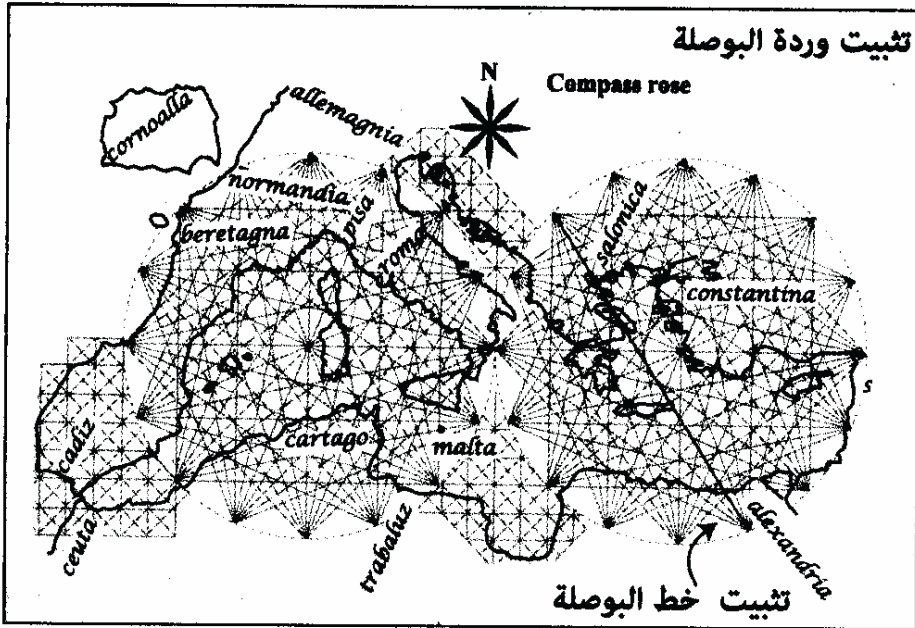 تثبيت وردة البوصلة
N
Compass rose
cornoalla
allemagnia
normandia
pisa
beretagna
roma
salonica
constantina
s
cadiz
cartago
malta
ceuta
trabaluz
alexandria
تثبيت خط البوصلة